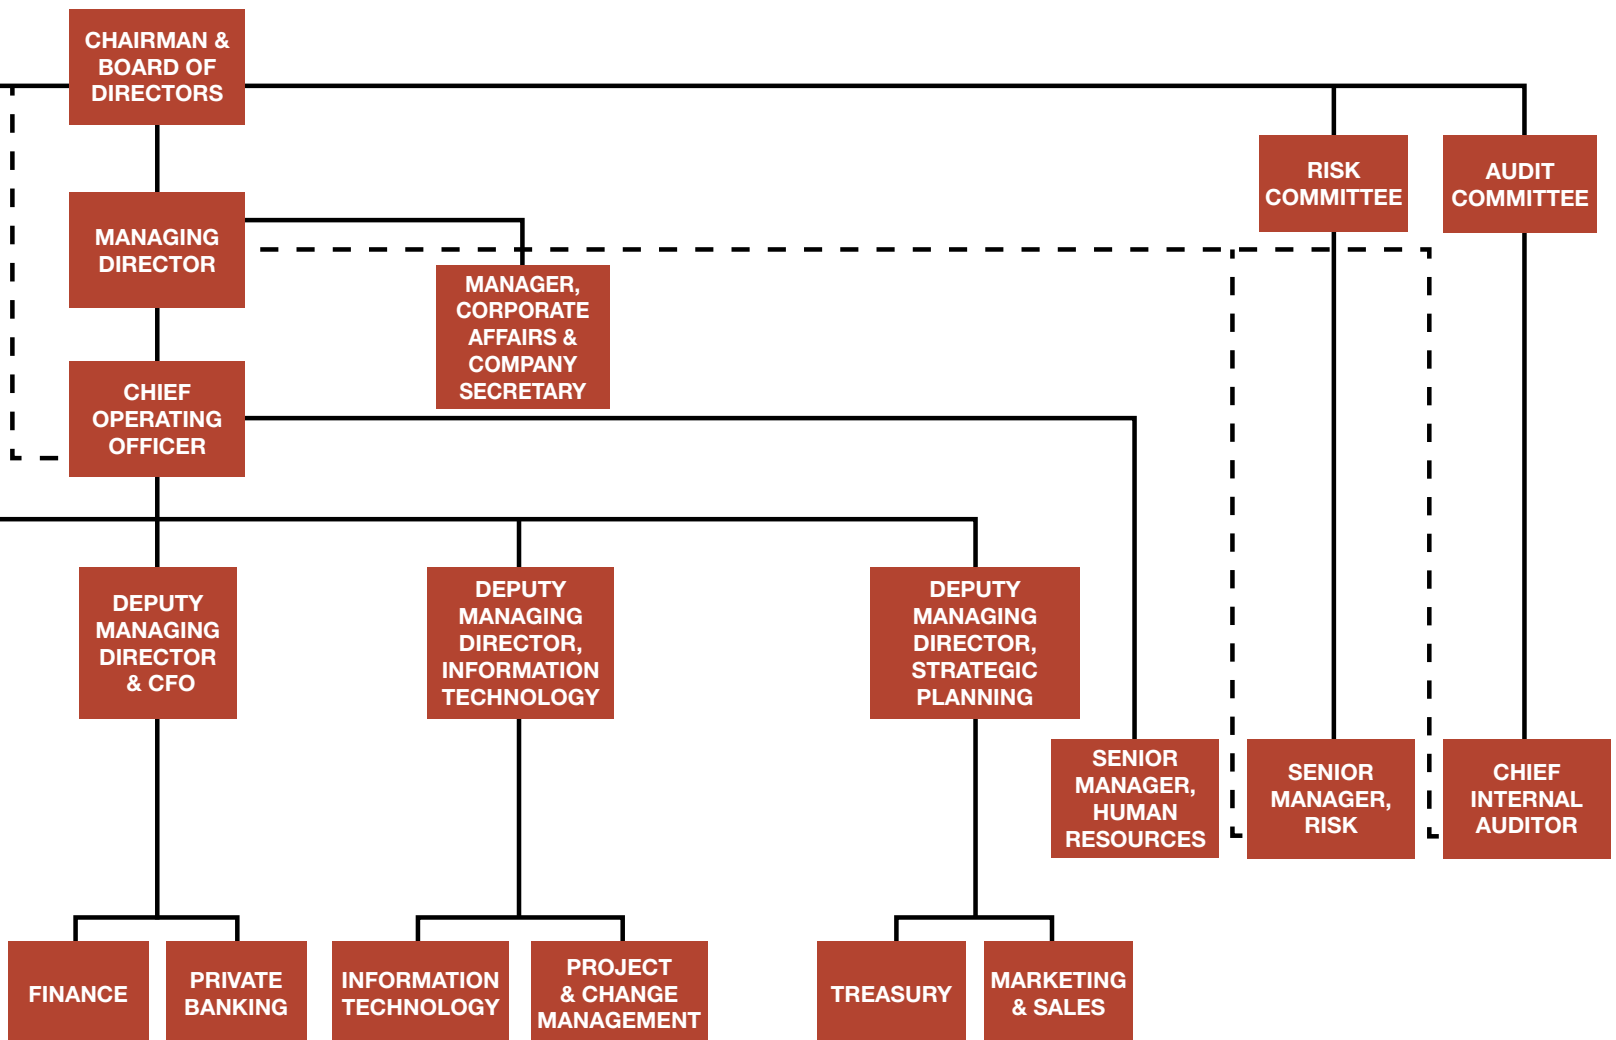 CHAIRMAN &
BOARD OF
DIRECTORS
RISK
COMMITTEE
AUDIT
COMMITTEE
MANAGING
DIRECTOR
MANAGER,
CORPORATE
AFFAIRS &
COMPANY
SECRETARY
CHIEF
OPERATING
OFFICER
DEPUTY
MANAGING
DIRECTOR
& CFO
DEPUTY
MANAGING
DIRECTOR,
INFORMATION
TECHNOLOGY
DEPUTY
MANAGING
DIRECTOR,
STRATEGIC
PLANNING
SENIOR
MANAGER,
HUMAN
RESOURCES
SENIOR
MANAGER,
RISK
CHIEF
INTERNAL
AUDITOR
FINANCE
PRIVATE
BANKING
INFORMATION
TECHNOLOGY
PROJECT
& CHANGE
MANAGEMENT
TREASURY
MARKETING
& SALES